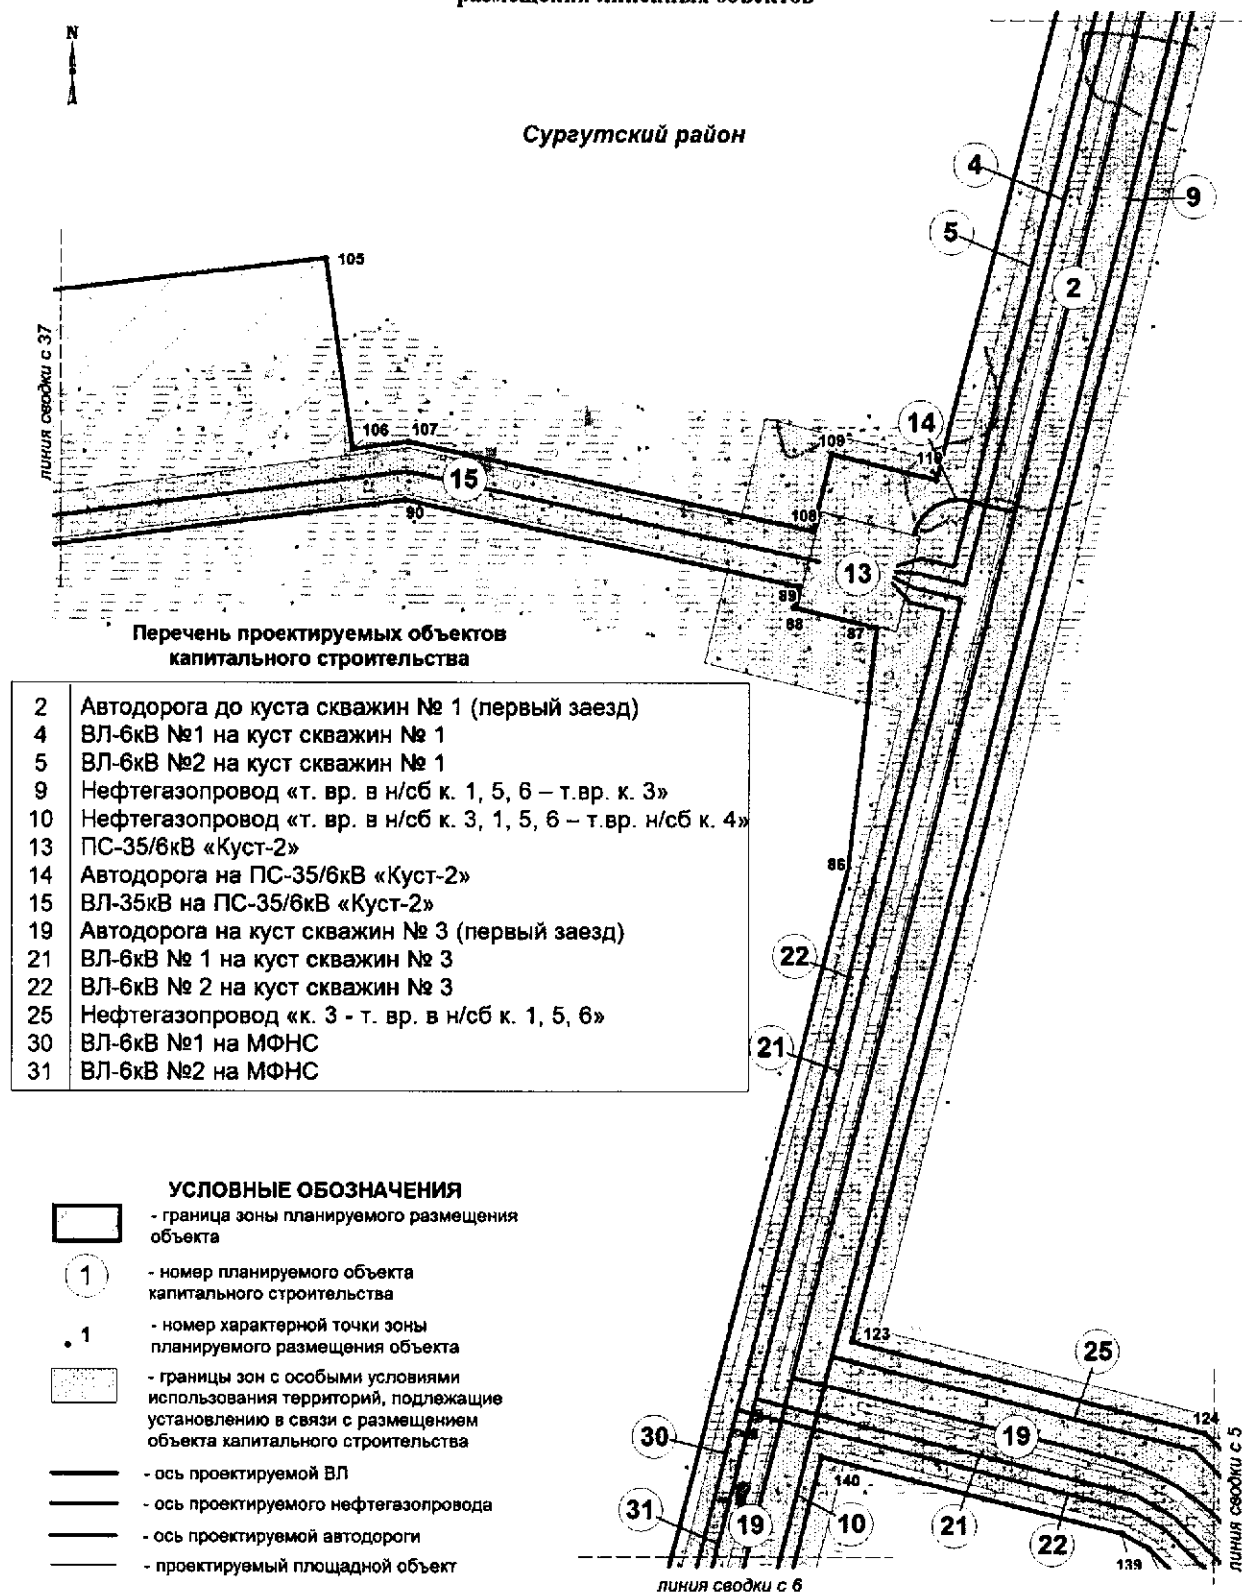 размещения линейных объектов
N
Сургутский район
4
9
5
2
105
линия сводки с 37
14
109
106
107
15
90
108
13
89
88
87
Перечень проектируемых объектов
капитального строительства
2 Автодорога до куста скважин № 1 (первый заезд)
4 ВЛ-6кВ №1 на куст скважин № 1
5 ВЛ-6кВ №2 на куст скважин № 1
9 Нефтегазопровод «т. вр. в н/сб к. 1, 5, 6 – т.вр. к. 3»
10 Нефтегазопровод «т. вр. в н/сб к. 3, 1, 5, 6 – т.вр. н/сб к. 4»
13 ПС-35/6кВ «Куст-2»
14 Автодорога на ПС-35/6кВ «Куст-2»
15 ВЛ-35кВ на ПС-35/6кВ «Куст-2»
19 Автодорога на куст скважин № 3 (первый заезд)
21 ВЛ-6кВ № 1 на куст скважин № 3
22 ВЛ-6кВ № 2 на куст скважин № 3
25 Нефтегазопровод «к. 3 - т. вр. в н/сб к. 1, 5, 6»
30 ВЛ-6кВ №1 на МФНС
31 ВЛ-6кВ №2 на МФНС
86
22
21
УСЛОВНЫЕ ОБОЗНАЧЕНИЯ
- граница зоны планируемого размещения
объекта
1
- номер планируемого объекта
капитального строительства
1
- номер характерной точки зоны
планируемого размещения объекта
- границы зон с особыми условиями
использования территорий, подлежащие
установлению в связи с размещением
объекта капитального строительства
- ось проектируемой ВЛ
- ось проектируемого нефтегазопровода
- ось проектируемой автодороги
- проектируемый площадной объект
123
25
124
30
19
140
31
19
10
21
22
139
линия сводки с 5
линия сводки с 6